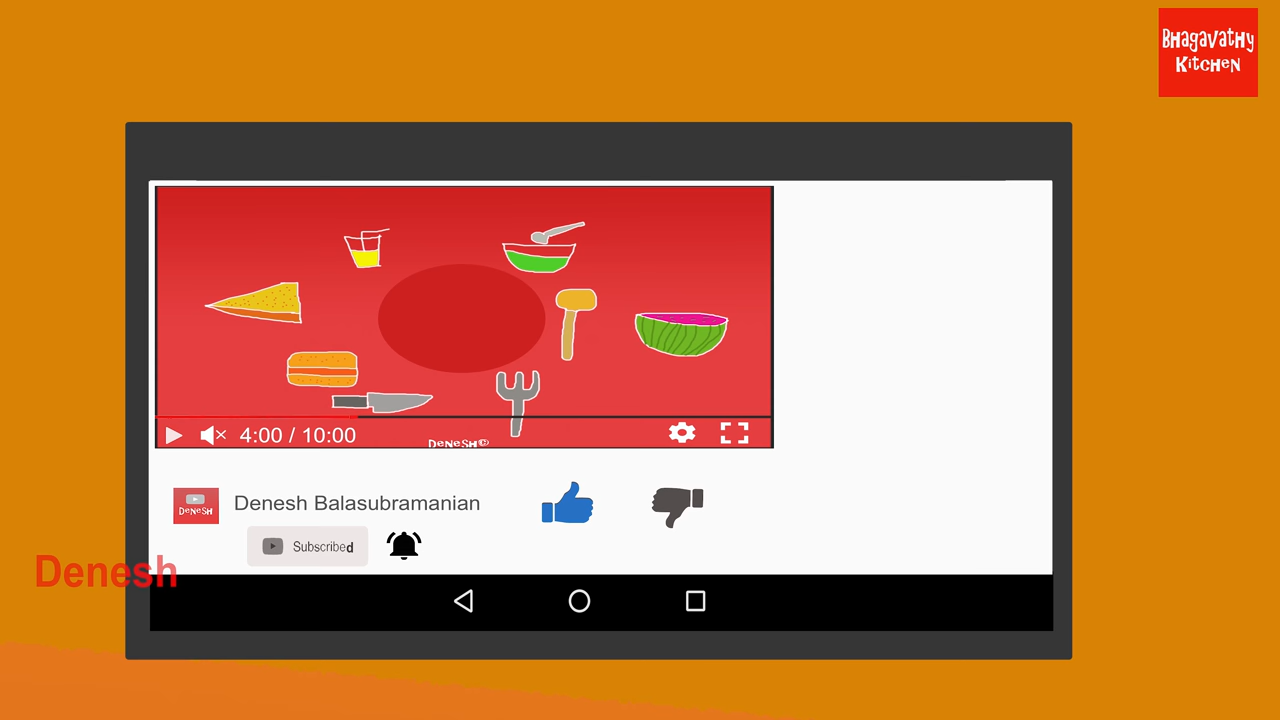 Bhagavathy
Kitchen
4:00 / 10:00
Denesh©
Denesh
Denesh Balasubramanian
Subscribed
Denesh